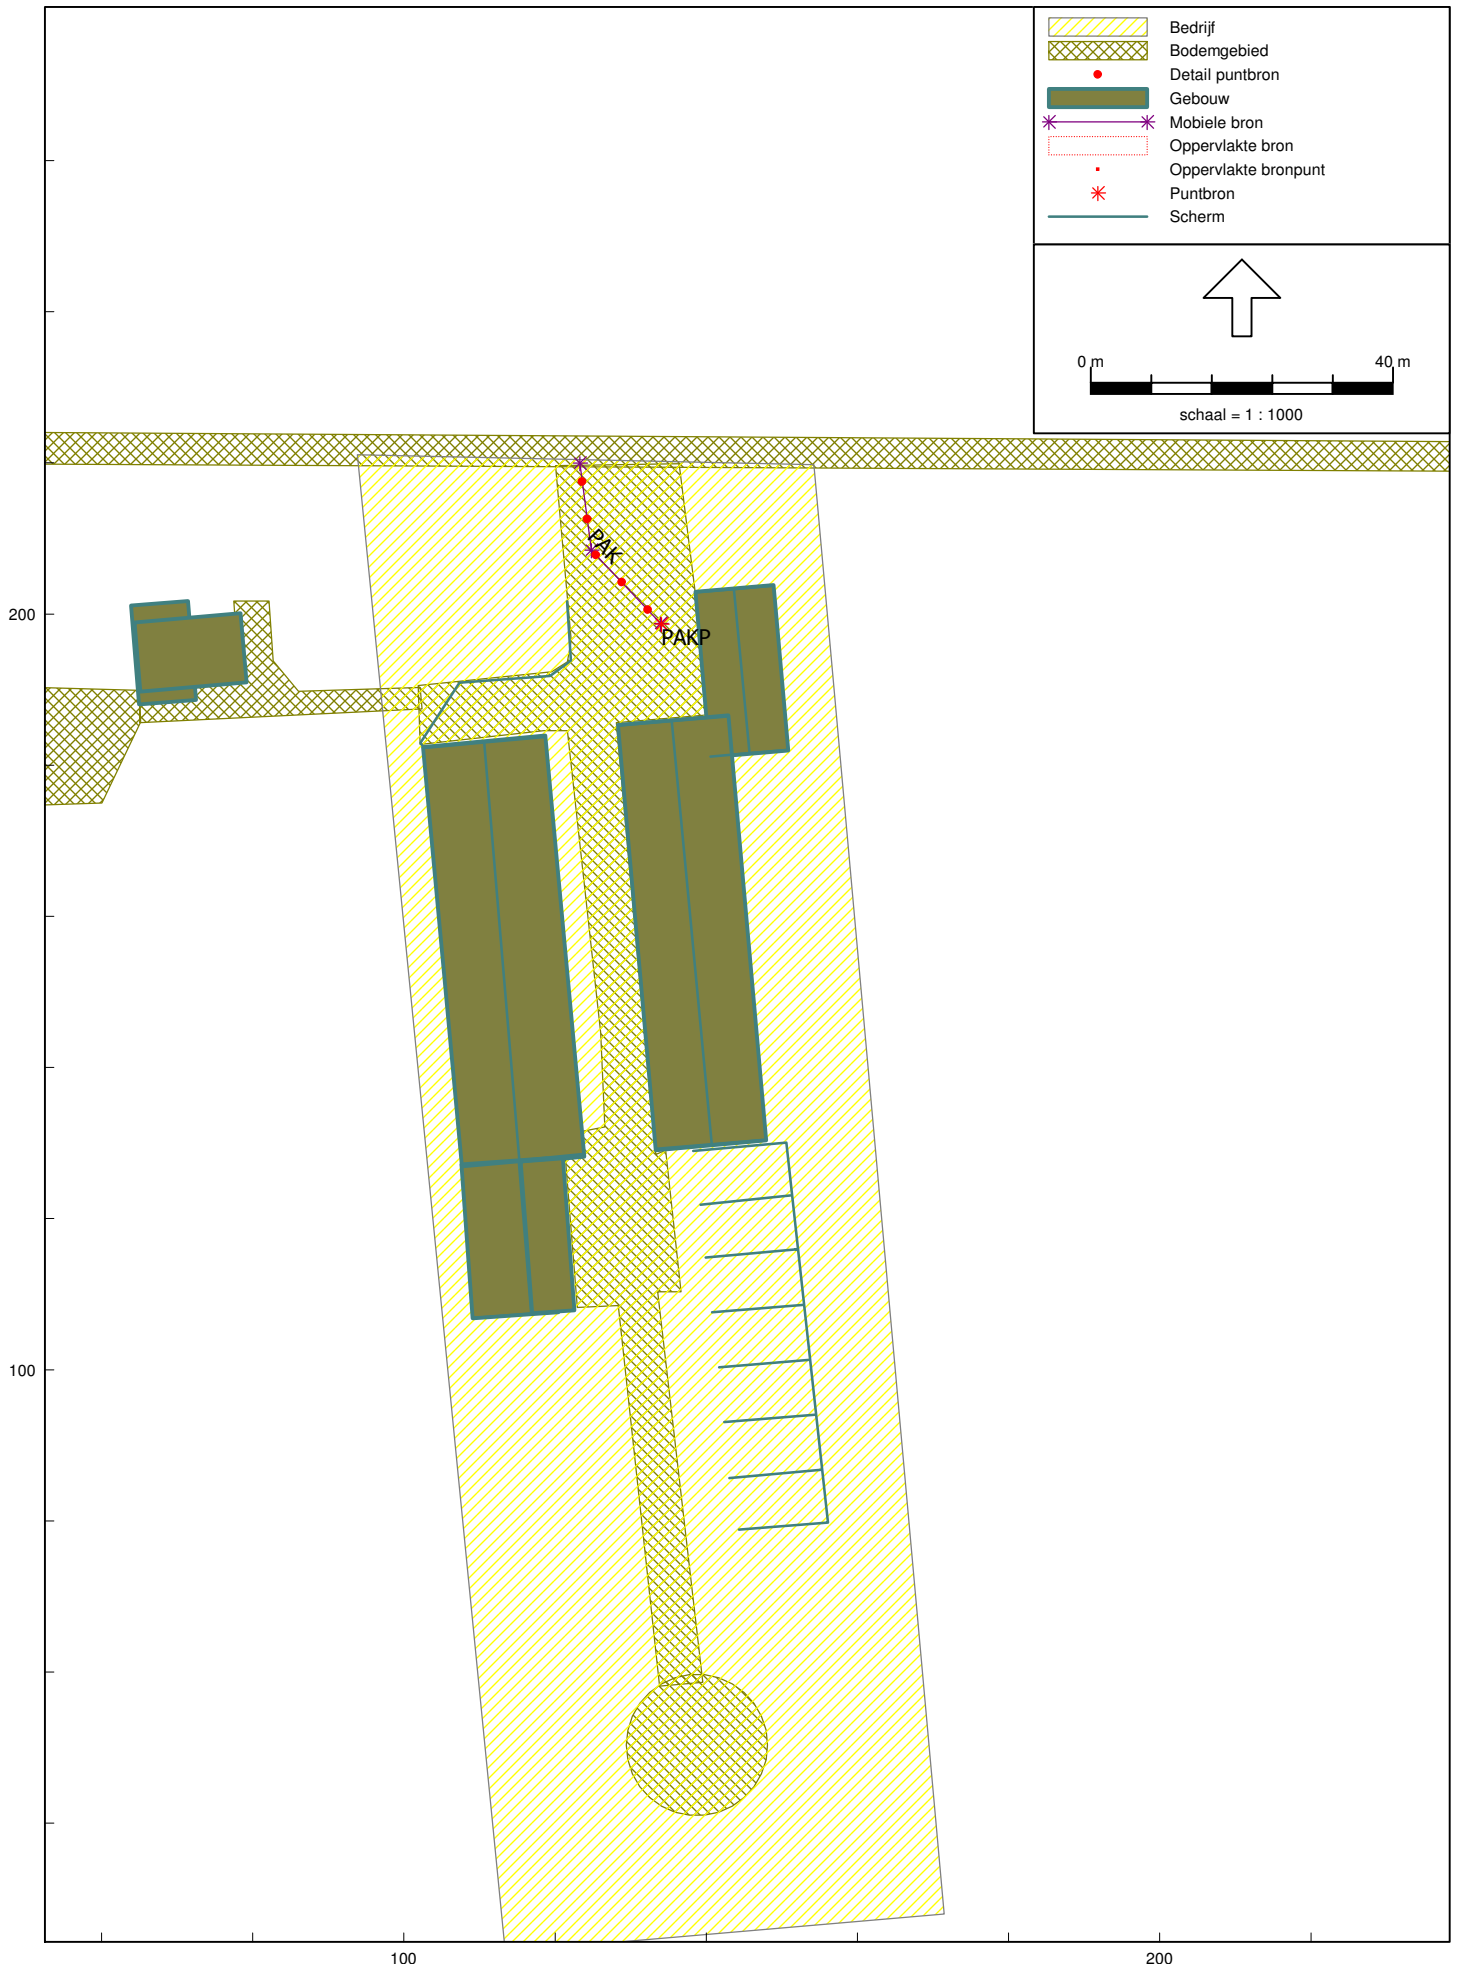 Bedrijf
Bodemgebied
Detail puntbron
Gebouw
Mobiele bron
Oppervlakte bron
Oppervlakte bronpunt
Puntbron
Scherm
0 m 40 m
schaal = 1 : 1000
PAK
200
PAKP
100
100 200